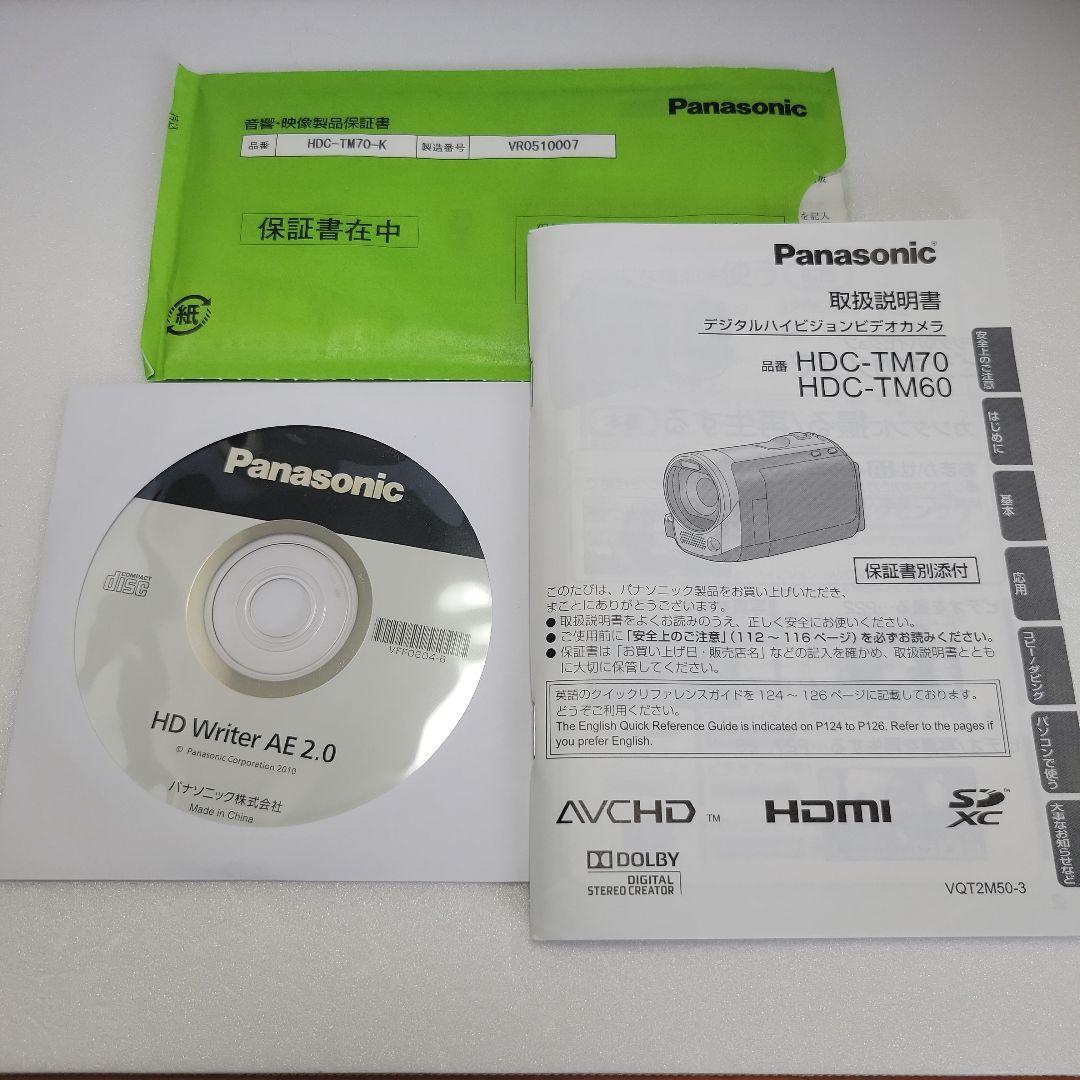 Panasonic
音響・映像製品保証書
品番 HDC-TM70-K 製造番号 VR0510007
保証書在中
を記入
紙
Panasonic
取扱説明書
デジタルハイビジョンビデオカメラ
品番 HDC-TM70
HDC-TM60
保証書別添付
このたびは、パナソニック製品をお買い上げいただき、
まことにありがとうございます。
● 取扱説明書をよくお読みのうえ、正しく安全にお使いください。
● ご使用前に「安全上のご注意」(112～116ページ)を必ずお読みください。
● 保証書は「お買い上げ日・販売店名」などの記入を確かめ、取扱説明書ととも
に大切に保管してください。
英語のクイックリファレンスガイドを124～126ページに記載しております。
どうぞご利用ください。
The English Quick Reference Guide is indicated on P124 to P126. Refer to the pages if
you prefer English.
AVCHD TM
HDMI
SD XC TM
DOLBY
DIGITAL
STEREO CREATOR
VQT2M50-3
安全上のご注意
はじめに
基本
応用
コピー/ダビング
パソコンで使う
大事なお知らせなど
Panasonic
COMPACT
disc
VFF0604-6
HD Writer AE 2.0
© Panasonic Corporation 2010
パナソニック株式会社
Made in China